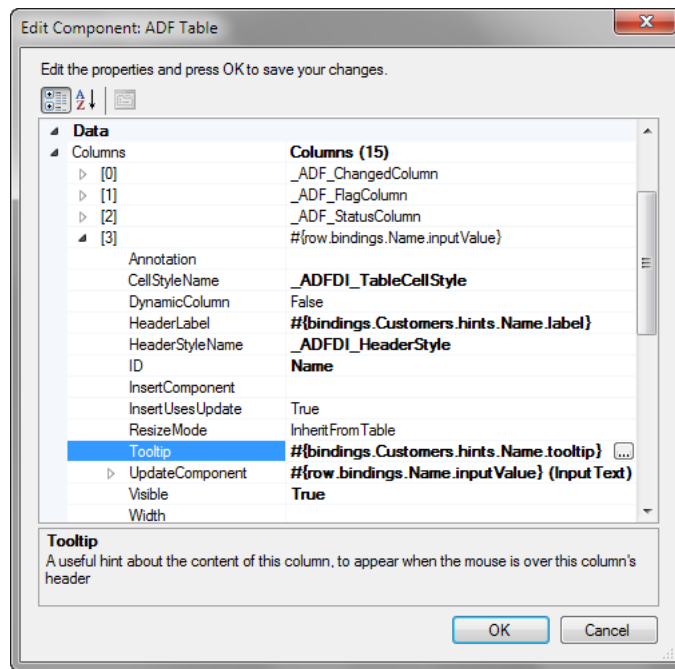 Edit Component: ADF Table
Edit the properties and press OK to save your changes.
Data
Columns Columns (15)
[0] _ADF_ChangedColumn
[1] _ADF_FlagColumn
[2] _ADF_StatusColumn
[3] #{row.bindings.Name.inputValue}
Annotation
CellStyleName _ADFDI_TableCellStyle
DynamicColumn False
HeaderLabel #{bindings.Customers.hints.Name.label}
HeaderStyleName _ADFDI_HeaderStyle
ID Name
InsertComponent
InsertUsesUpdate True
ResizeMode InheritFromTable
Tooltip #{bindings.Customers.hints.Name.tooltip} ...
UpdateComponent #{row.bindings.Name.inputValue} (InputText)
Visible True
Width
Tooltip
A useful hint about the content of this column, to appear when the mouse is over this column's
header
OK Cancel